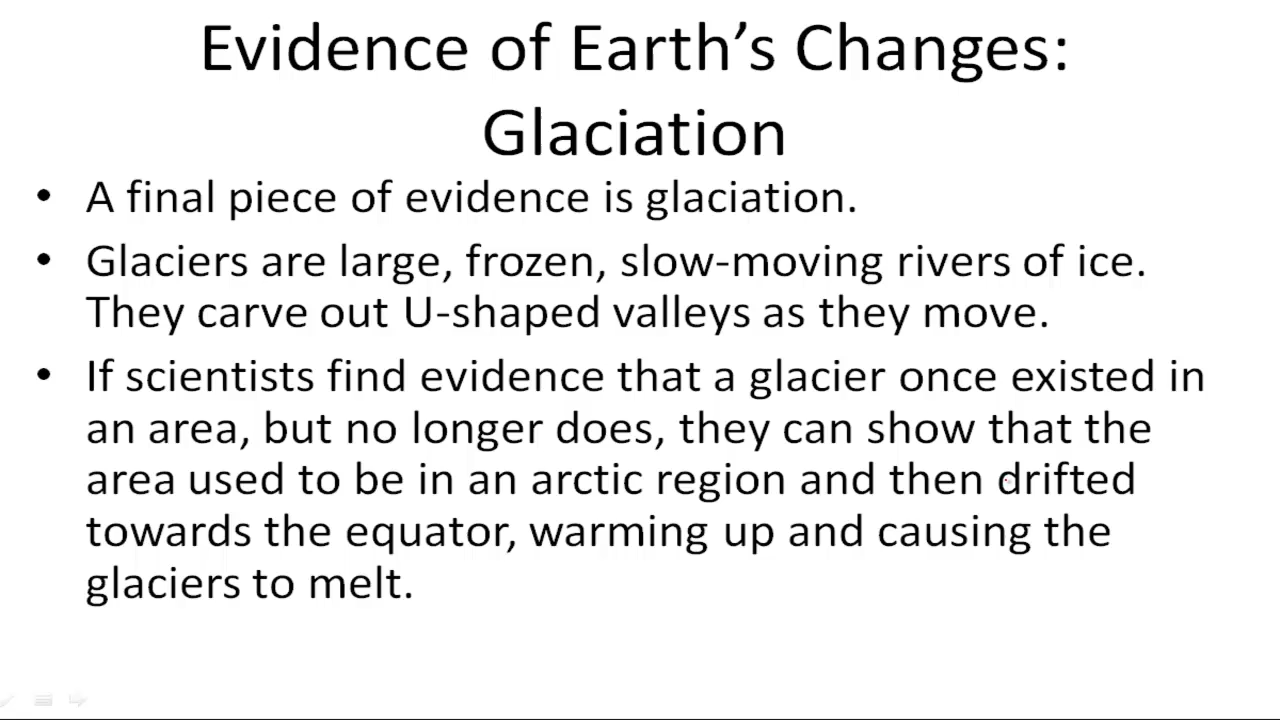 Evidence of Earth’s Changes:
Glaciation
• A final piece of evidence is glaciation.
• Glaciers are large, frozen, slow-moving rivers of ice.
They carve out U-shaped valleys as they move.
• If scientists find evidence that a glacier once existed in
an area, but no longer does, they can show that the
area used to be in an arctic region and then drifted
towards the equator, warming up and causing the
glaciers to melt.